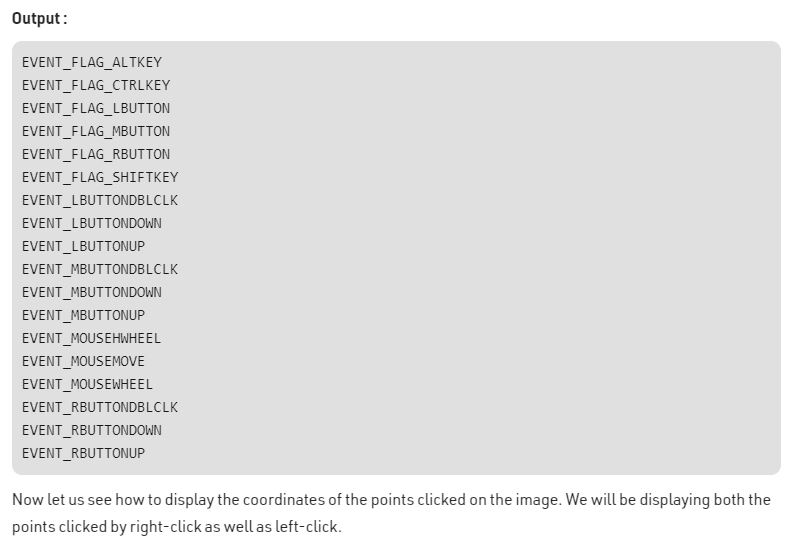 Output :
EVENT_FLAG_ALTKEY
EVENT_FLAG_CTRLKEY
EVENT_FLAG_LBUTTON
EVENT_FLAG_MBUTTON
EVENT_FLAG_RBUTTON
EVENT_FLAG_SHIFTKEY
EVENT_LBUTTONDBLCLK
EVENT_LBUTTONDOWN
EVENT_LBUTTONUP
EVENT_MBUTTONDBLCLK
EVENT_MBUTTONDOWN
EVENT_MBUTTONUP
EVENT_MOUSEHWHEEL
EVENT_MOUSEMOVE
EVENT_MOUSEWHEEL
EVENT_RBUTTONDBLCLK
EVENT_RBUTTONDOWN
EVENT_RBUTTONUP
Now let us see how to display the coordinates of the points clicked on the image. We will be displaying both the
points clicked by right-click as well as left-click.